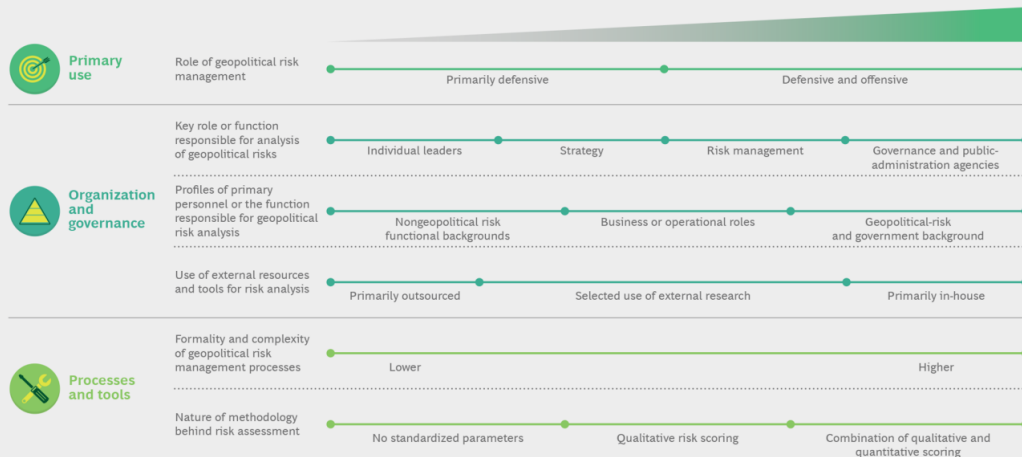 Primary
use
Role of geopolitical risk
management
Primarily defensive
Defensive and offensive
Organization
and
governance
Key role or function
responsible for analysis
of geopolitical risks
Individual leaders
Strategy
Risk management
Governance and public-
administration agencies
Profiles of primary
personnel or the function
responsible for geopolitical
risk analysis
Nongeopolitical risk
functional backgrounds
Business or operational roles
Geopolitical-risk
and government background
Use of external resources
and tools for risk analysis
Primarily outsourced
Selected use of external research
Primarily in-house
Processes
and tools
Formality and complexity
of geopolitical risk
management processes
Lower
Higher
Nature of methodology
behind risk assessment
No standardized parameters
Qualitative risk scoring
Combination of qualitative and
quantitative scoring